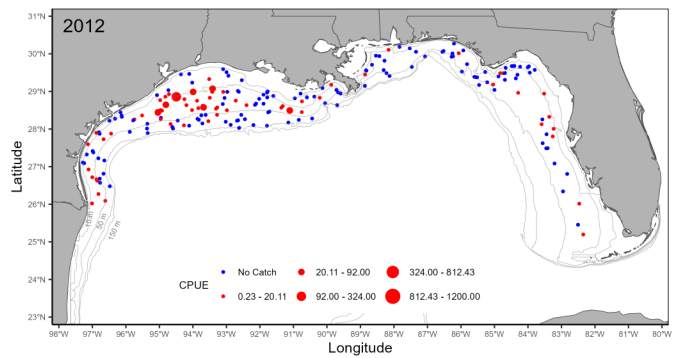 2012
31°N
30°N
29°N
28°N
27°N
26°N
25°N
24°N
23°N
Latitude
10 m
50 m
150 m
CPUE
No Catch
20.11 - 92.00
324.00 - 812.43
0.23 - 20.11
92.00 - 324.00
812.43 - 1200.00
98°W 97°W 96°W 95°W 94°W 93°W 92°W 91°W 90°W 89°W 88°W 87°W 86°W 85°W 84°W 83°W 82°W 81°W 80°W
Longitude